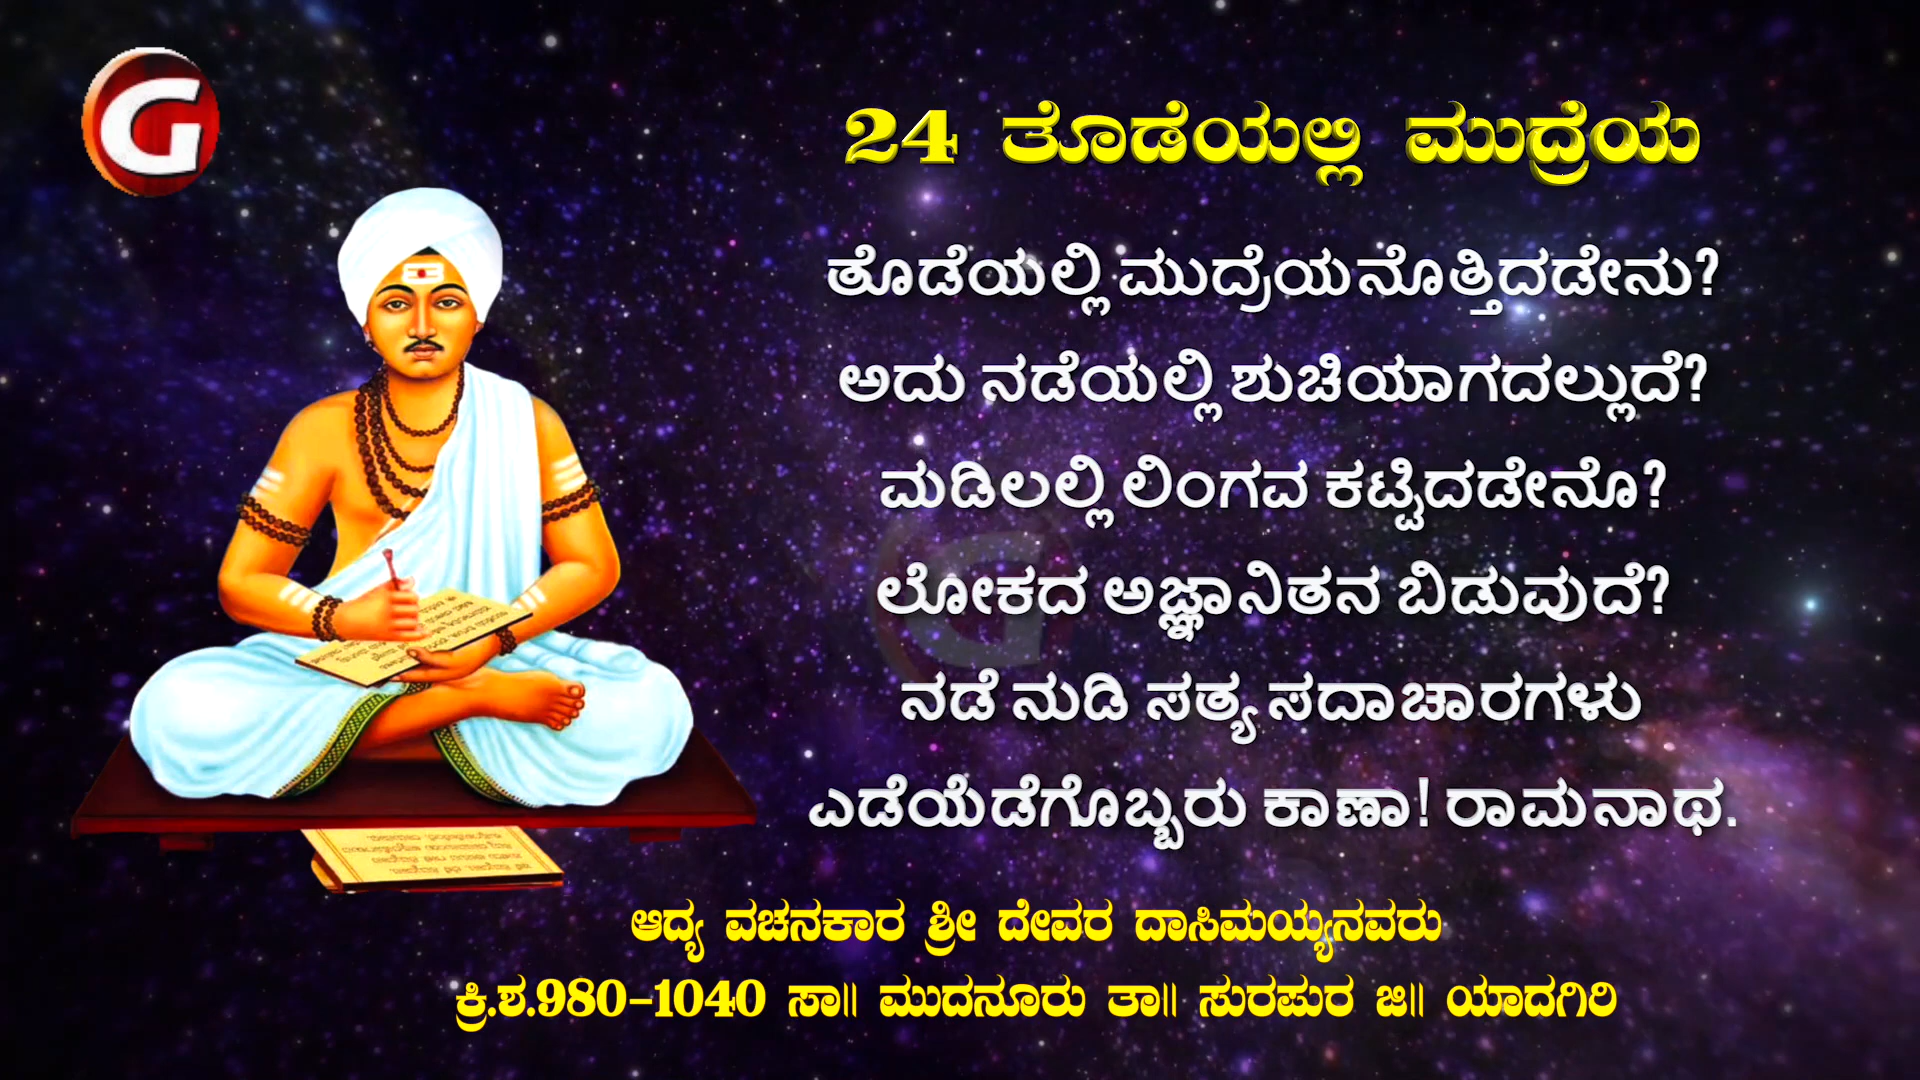 G
24 ತೊಡೆಯಲ್ಲಿ ಮುದ್ರೆಯ
ತೊಡೆಯಲ್ಲಿ ಮುದ್ರೆಯನೊತ್ತಿದಡೇನು?
ಅದು ನಡೆಯಲ್ಲಿ ಶುಚಿಯಾಗದಲ್ಲುದೆ?
ಮಡಿಲಲ್ಲಿ ಲಿಂಗವ ಕಟ್ಟಿದಡೇನೊ?
ಲೋಕದ ಅಜ್ಞಾನಿತನ ಬಿಡುವುದೆ?
ನಡೆ ನುಡಿ ಸತ್ಯ ಸದಾಚಾರಗಳು
ಎಡೆಯೆಡೆಗೊಬ್ಬರು ಕಾಣಾ! ರಾಮನಾಥ.
ಆದ್ಯ ವಚನಕಾರ ಶ್ರೀ ದೇವರ ದಾಸಿಮಯ್ಯನವರು
ಕ್ರಿ.ಶ.980-1040 ಸಾ॥ ಮುದನೂರು ತಾ॥ ಸುರಪುರ ಜಿ॥ ಯಾದಗಿರಿ